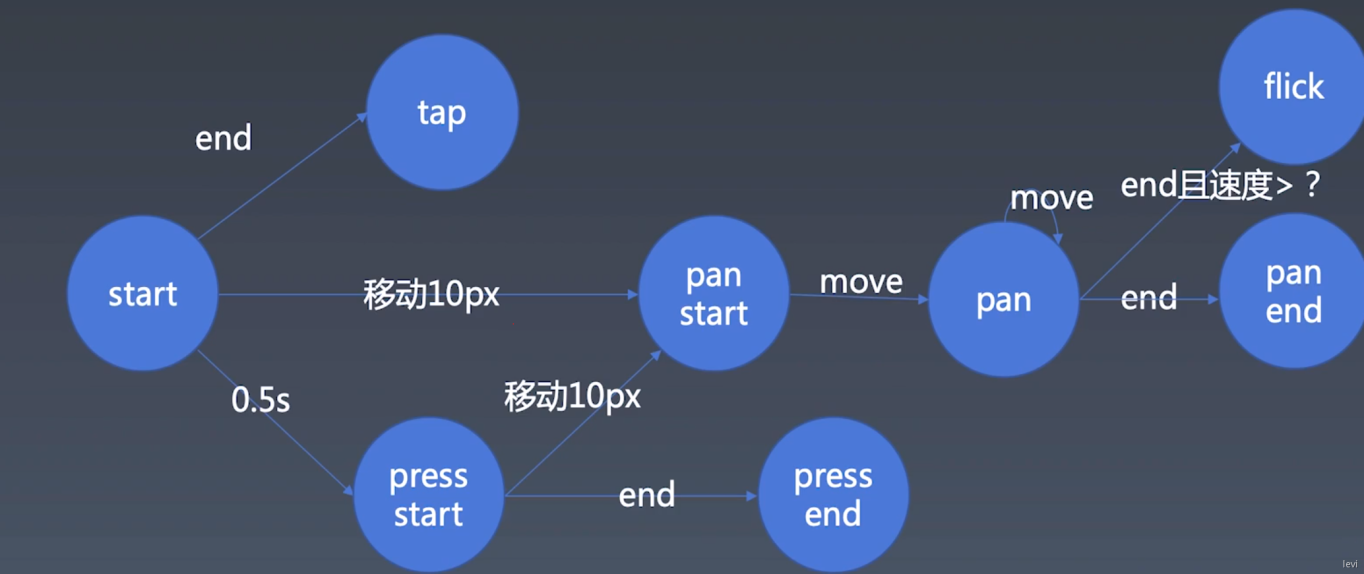 flick
tap
end
end且速度>？
move
start
移动10px
pan
start
move
pan
end
pan
end
0.5s
移动10px
press
start
end
press
end
levi